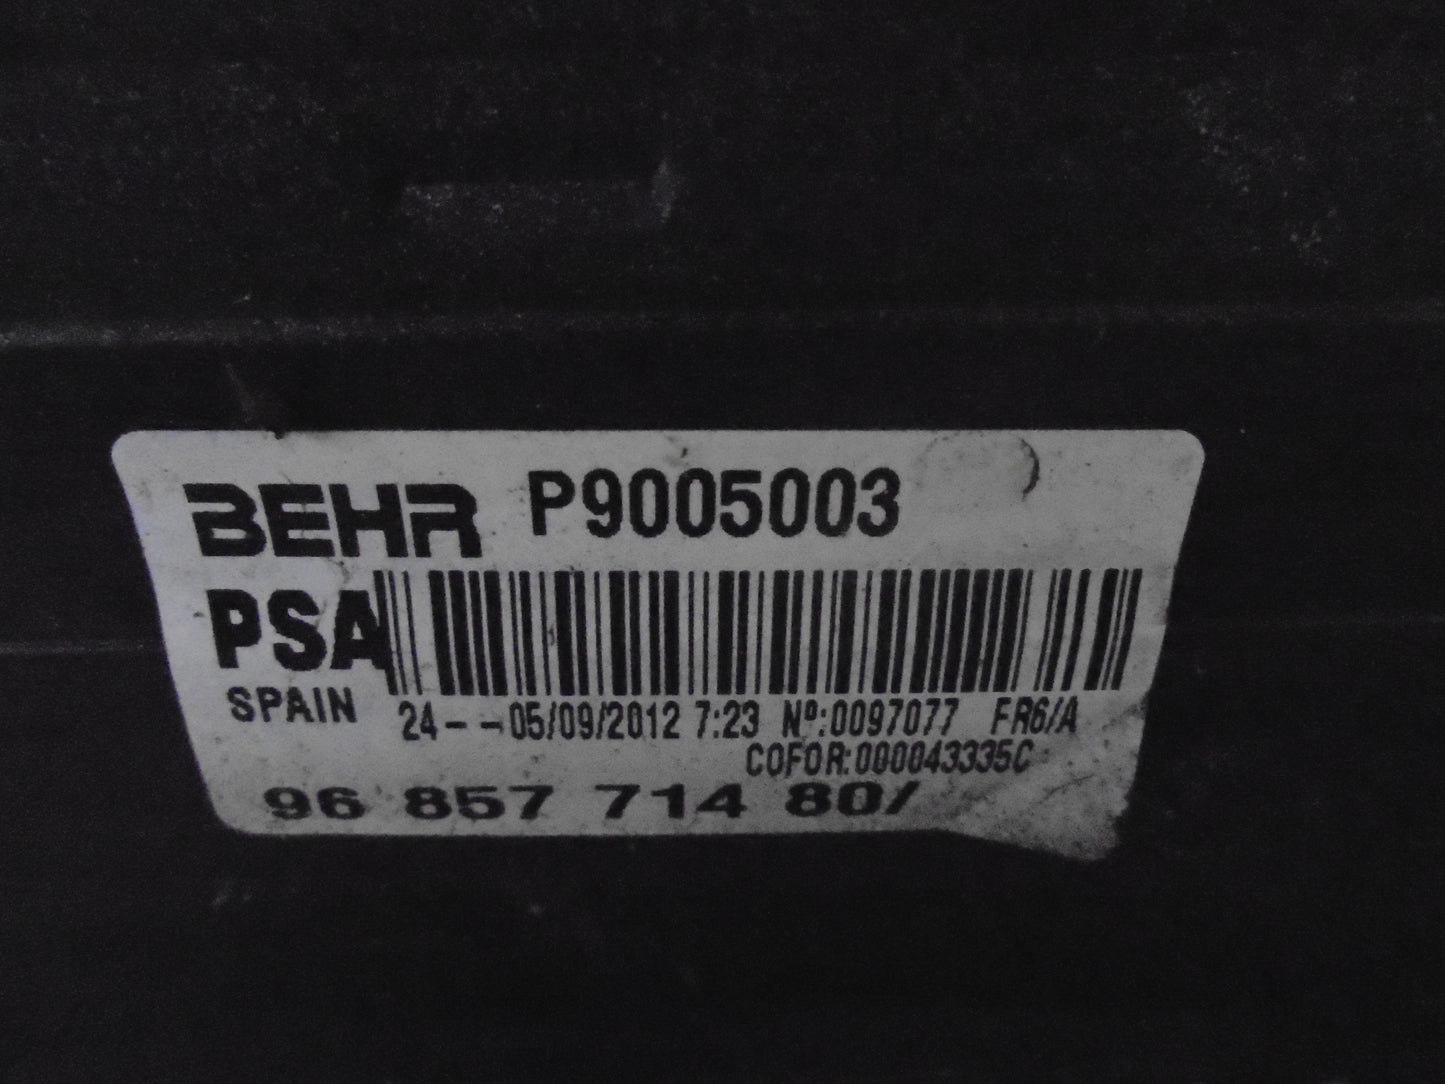 BEHR P9005003
PSA
SPAIN
24- -05/09/2012 7:23 Nº:0097077 FR6/A
COFOR:000043335C
96 857 714 80/